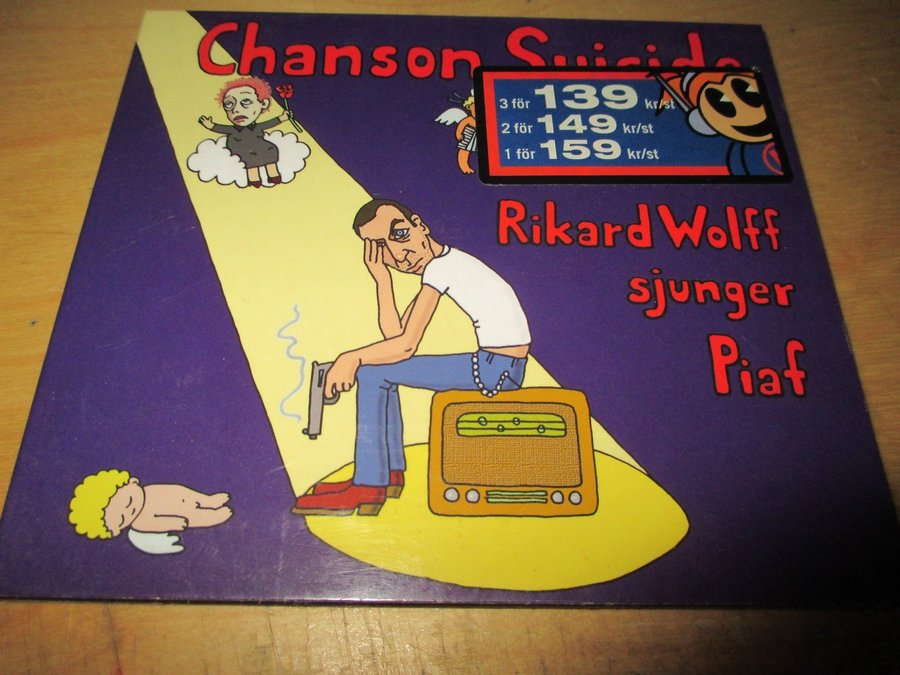 Chanson Suicide
3 för 139 kr/st
2 för 149 kr/st
1 för 159 kr/st
Rikard Wolff
sjunger
Piaf